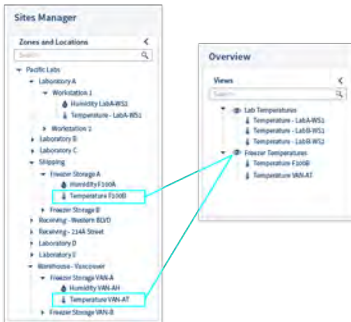 Sites Manager
Zones and Locations
Search...
Pacific Labs
Laboratory A
Workstation 1
Humidity LabA-WS1
Temperature - LabA-WS1
Workstation 2
Laboratory B
Laboratory C
Shipping
Freezer Storage A
Humidity F100A
Temperature F100B
Freezer Storage B
Receiving - Western BLVD
Receiving - 234A Street
Laboratory D
Laboratory E
Warehouse - Vancouver
Freezer Storage VAN-A
Humidity VAN-AH
Temperature VAN-AT
Freezer Storage VAN-B
Overview
Views
Search...
Lab Temperatures
Temperature - LabA-WS1
Temperature - LabB-WS1
Temperature - LabB-WS2
Freezer Temperatures
Temperature F100B
Temperature VAN-AT